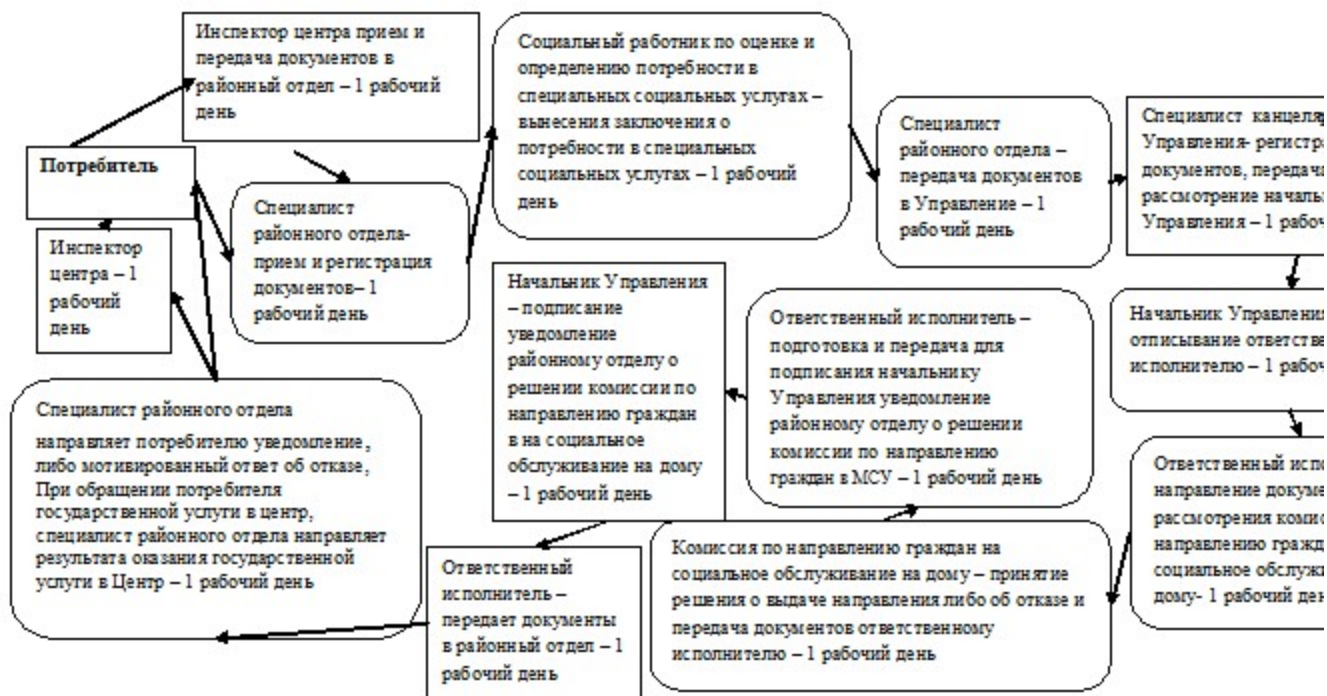 Инспектор центра прием и
передача документов в
районный отдел – 1 рабочий
день
Потребитель
Инспектор
центра – 1
рабочий
день
Специалист
районного отдела-
прием и регистрация
документов– 1
рабочий день
Социальный работник по оценке и
определению потребности в
специальных социальных услугах –
вынесения заключения о
потребности в специальных
социальных услугах – 1 рабочий
день
Специалист
районного отдела –
передача документов
в Управление – 1
рабочий день
Специалист
Управления-
документов,
рассмотрение
Управления – 1
Начальник Управления
отписывание
исполнителю – 1
Ответственный
направление
рассмотрения
направлению
социальное
дому- 1 рабочий
Комиссия по направлению граждан на
социальное обслуживание на дому – принятие
решения о выдаче направления либо об отказе и
передача документов ответственному
исполнителю – 1 рабочий день
Ответственный исполнитель –
подготовка и передача для
подписания начальнику
Управления уведомление
районному отделу о решении
комиссии по направлению
граждан в МСУ – 1 рабочий день
Начальник Управления
– подписание
уведомление
районному отделу о
решении комиссии по
направлению граждан
в на социальное
обслуживание на дому
– 1 рабочий день
Ответственный
исполнитель –
передает документы
в районный отдел – 1
рабочий день
Специалист районного отдела
направляет потребителю уведомление,
либо мотивированный ответ об отказе,
При обращении потребителя
государственной услуги в центр,
специалист районного отдела направляет
результата оказания государственной
услуги в Центр – 1 рабочий день